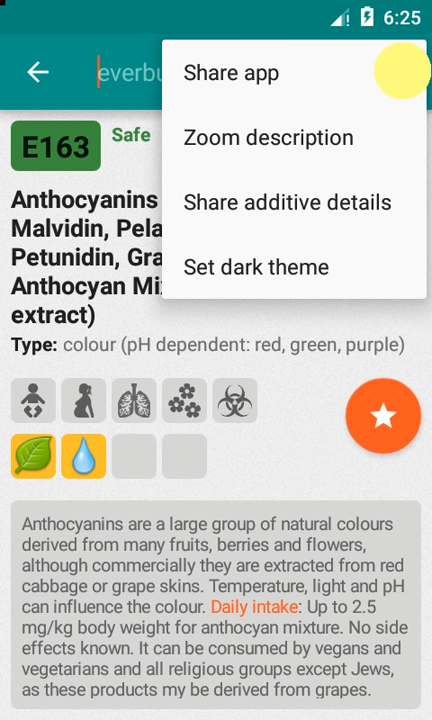 6:25
everbu
Share app
Zoom description
Share additive details
Set dark theme
E163
Safe
Anthocyanins
Malvidin, Pela
Petunidin, Gra
Anthocyan Mi
extract)
Type: colour (pH dependent: red, green, purple)
Anthocyanins are a large group of natural colours
derived from many fruits, berries and flowers,
although commercially they are extracted from red
cabbage or grape skins. Temperature, light and pH
can influence the colour. Daily intake: Up to 2.5
mg/kg body weight for anthocyan mixture. No side
effects known. It can be consumed by vegans and
vegetarians and all religious groups except Jews,
as these products my be derived from grapes.